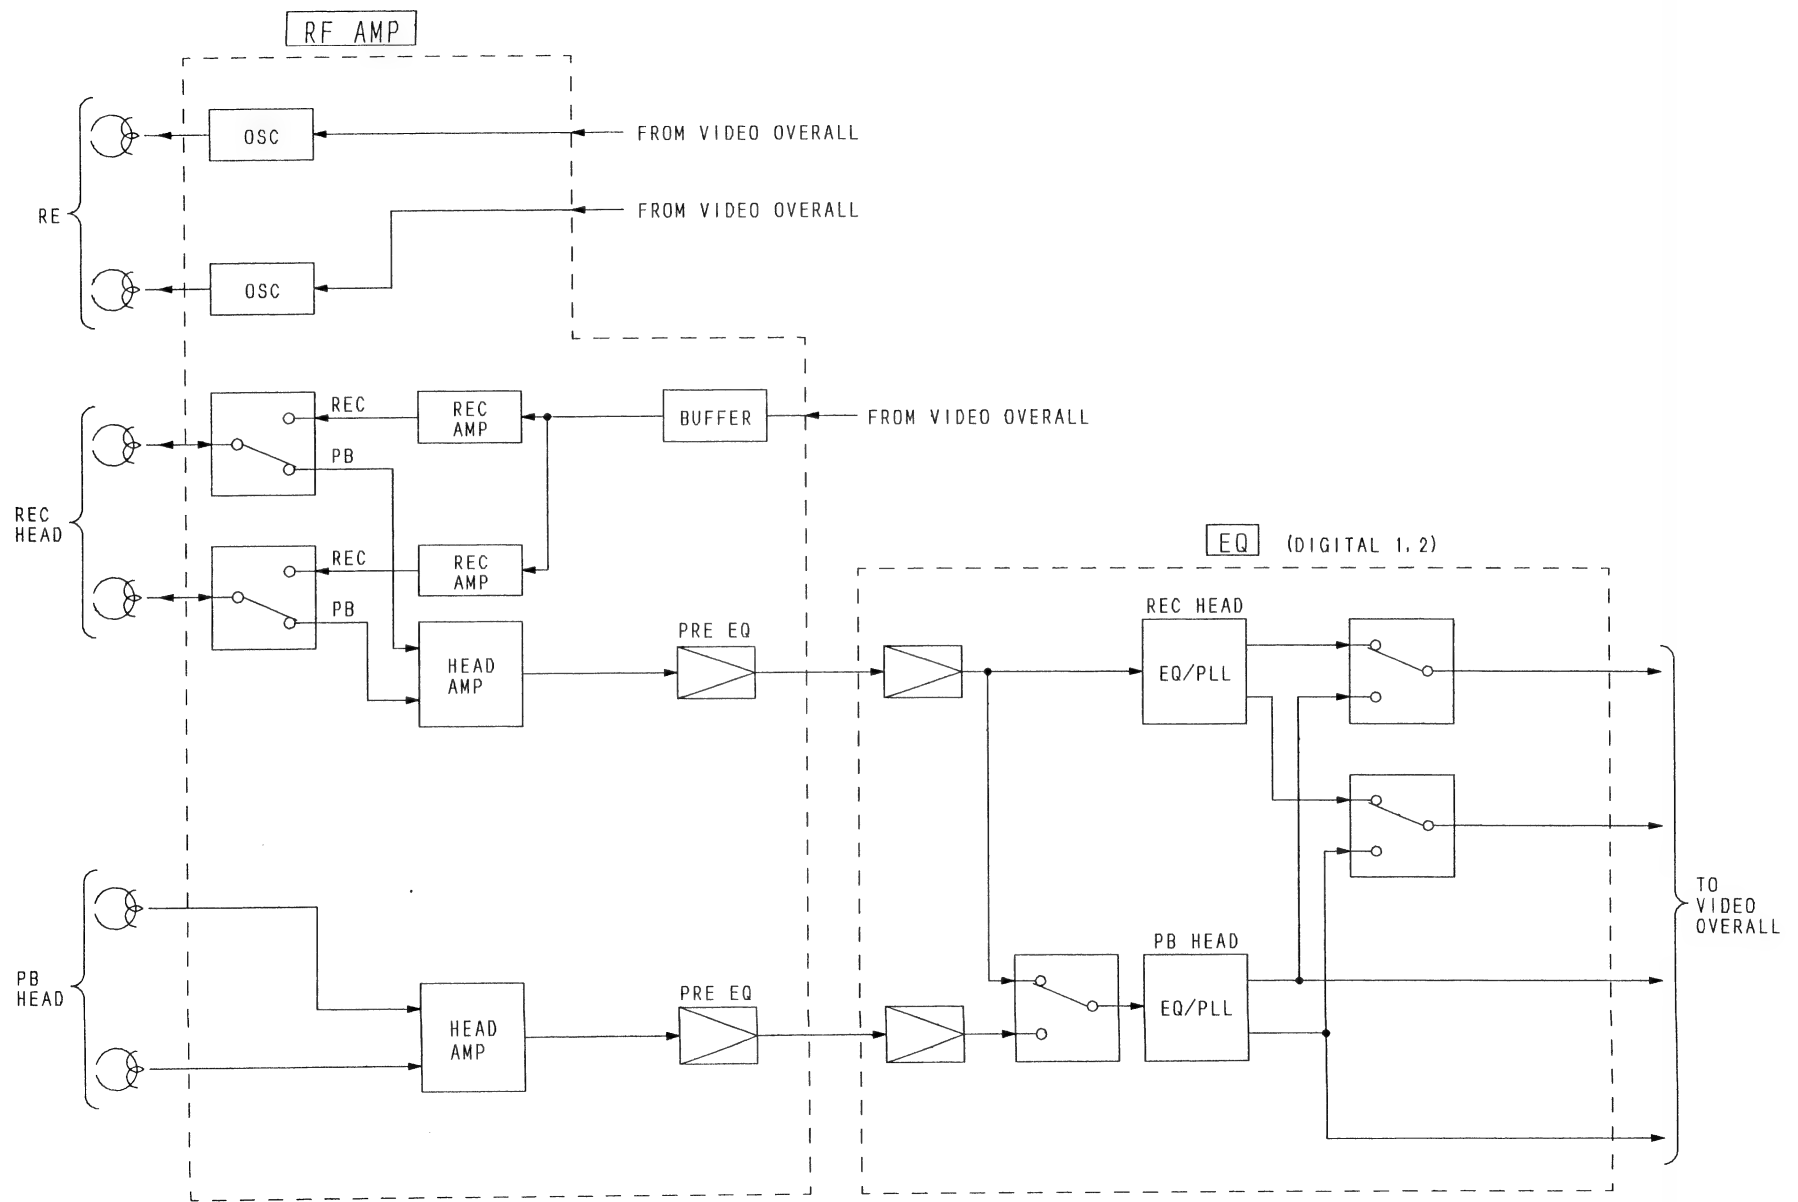 RF AMP
OSC
FROM VIDEO OVERALL
RE
FROM VIDEO OVERALL
OSC
REC
REC
AMP
BUFFER
FROM VIDEO OVERALL
PB
REC
HEAD
REC
REC
AMP
PB
HEAD
AMP
PRE EQ
EQ (DIGITAL 1,2)
REC HEAD
EQ/PLL
TO
VIDEO
OVERALL
PB
HEAD
HEAD
AMP
PRE EQ
PB HEAD
EQ/PLL